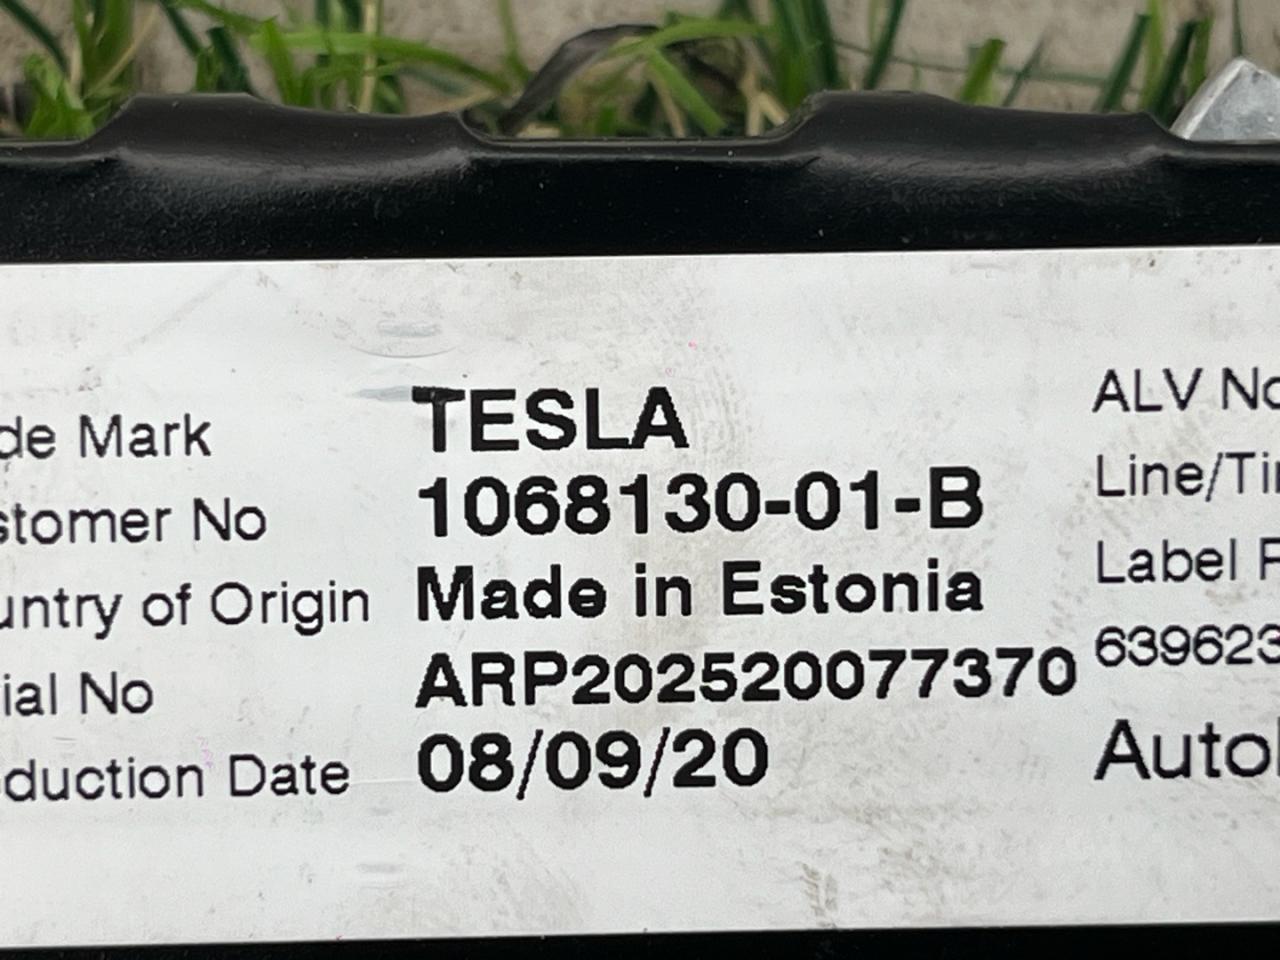 de Mark TESLA ALV No
stomer No 1068130-01-B Line/Ti
untry of Origin Made in Estonia Label
ial No ARP202520077370 639623
duction Date 08/09/20 Auto